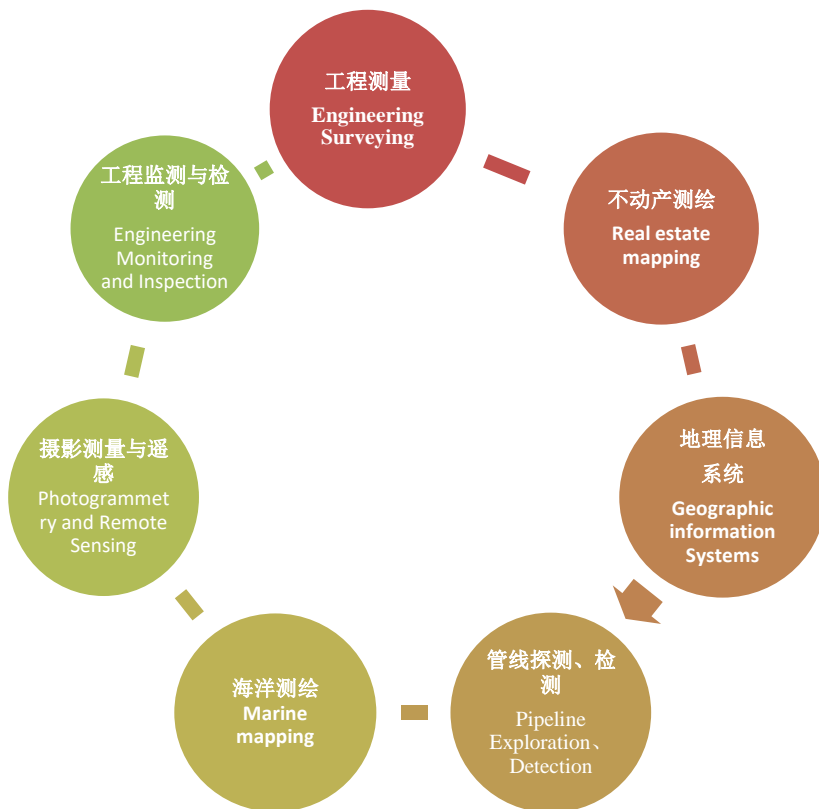 工程测量
Engineering
Surveying
不动产测绘
Real estate
mapping
地理信息
系统
Geographic
information
Systems
管线探测、检
测
Pipeline
Exploration、
Detection
海洋测绘
Marine
mapping
摄影测量与遥
感
Photogrammet
ry and Remote
Sensing
工程监测与检
测
Engineering
Monitoring
and Inspection